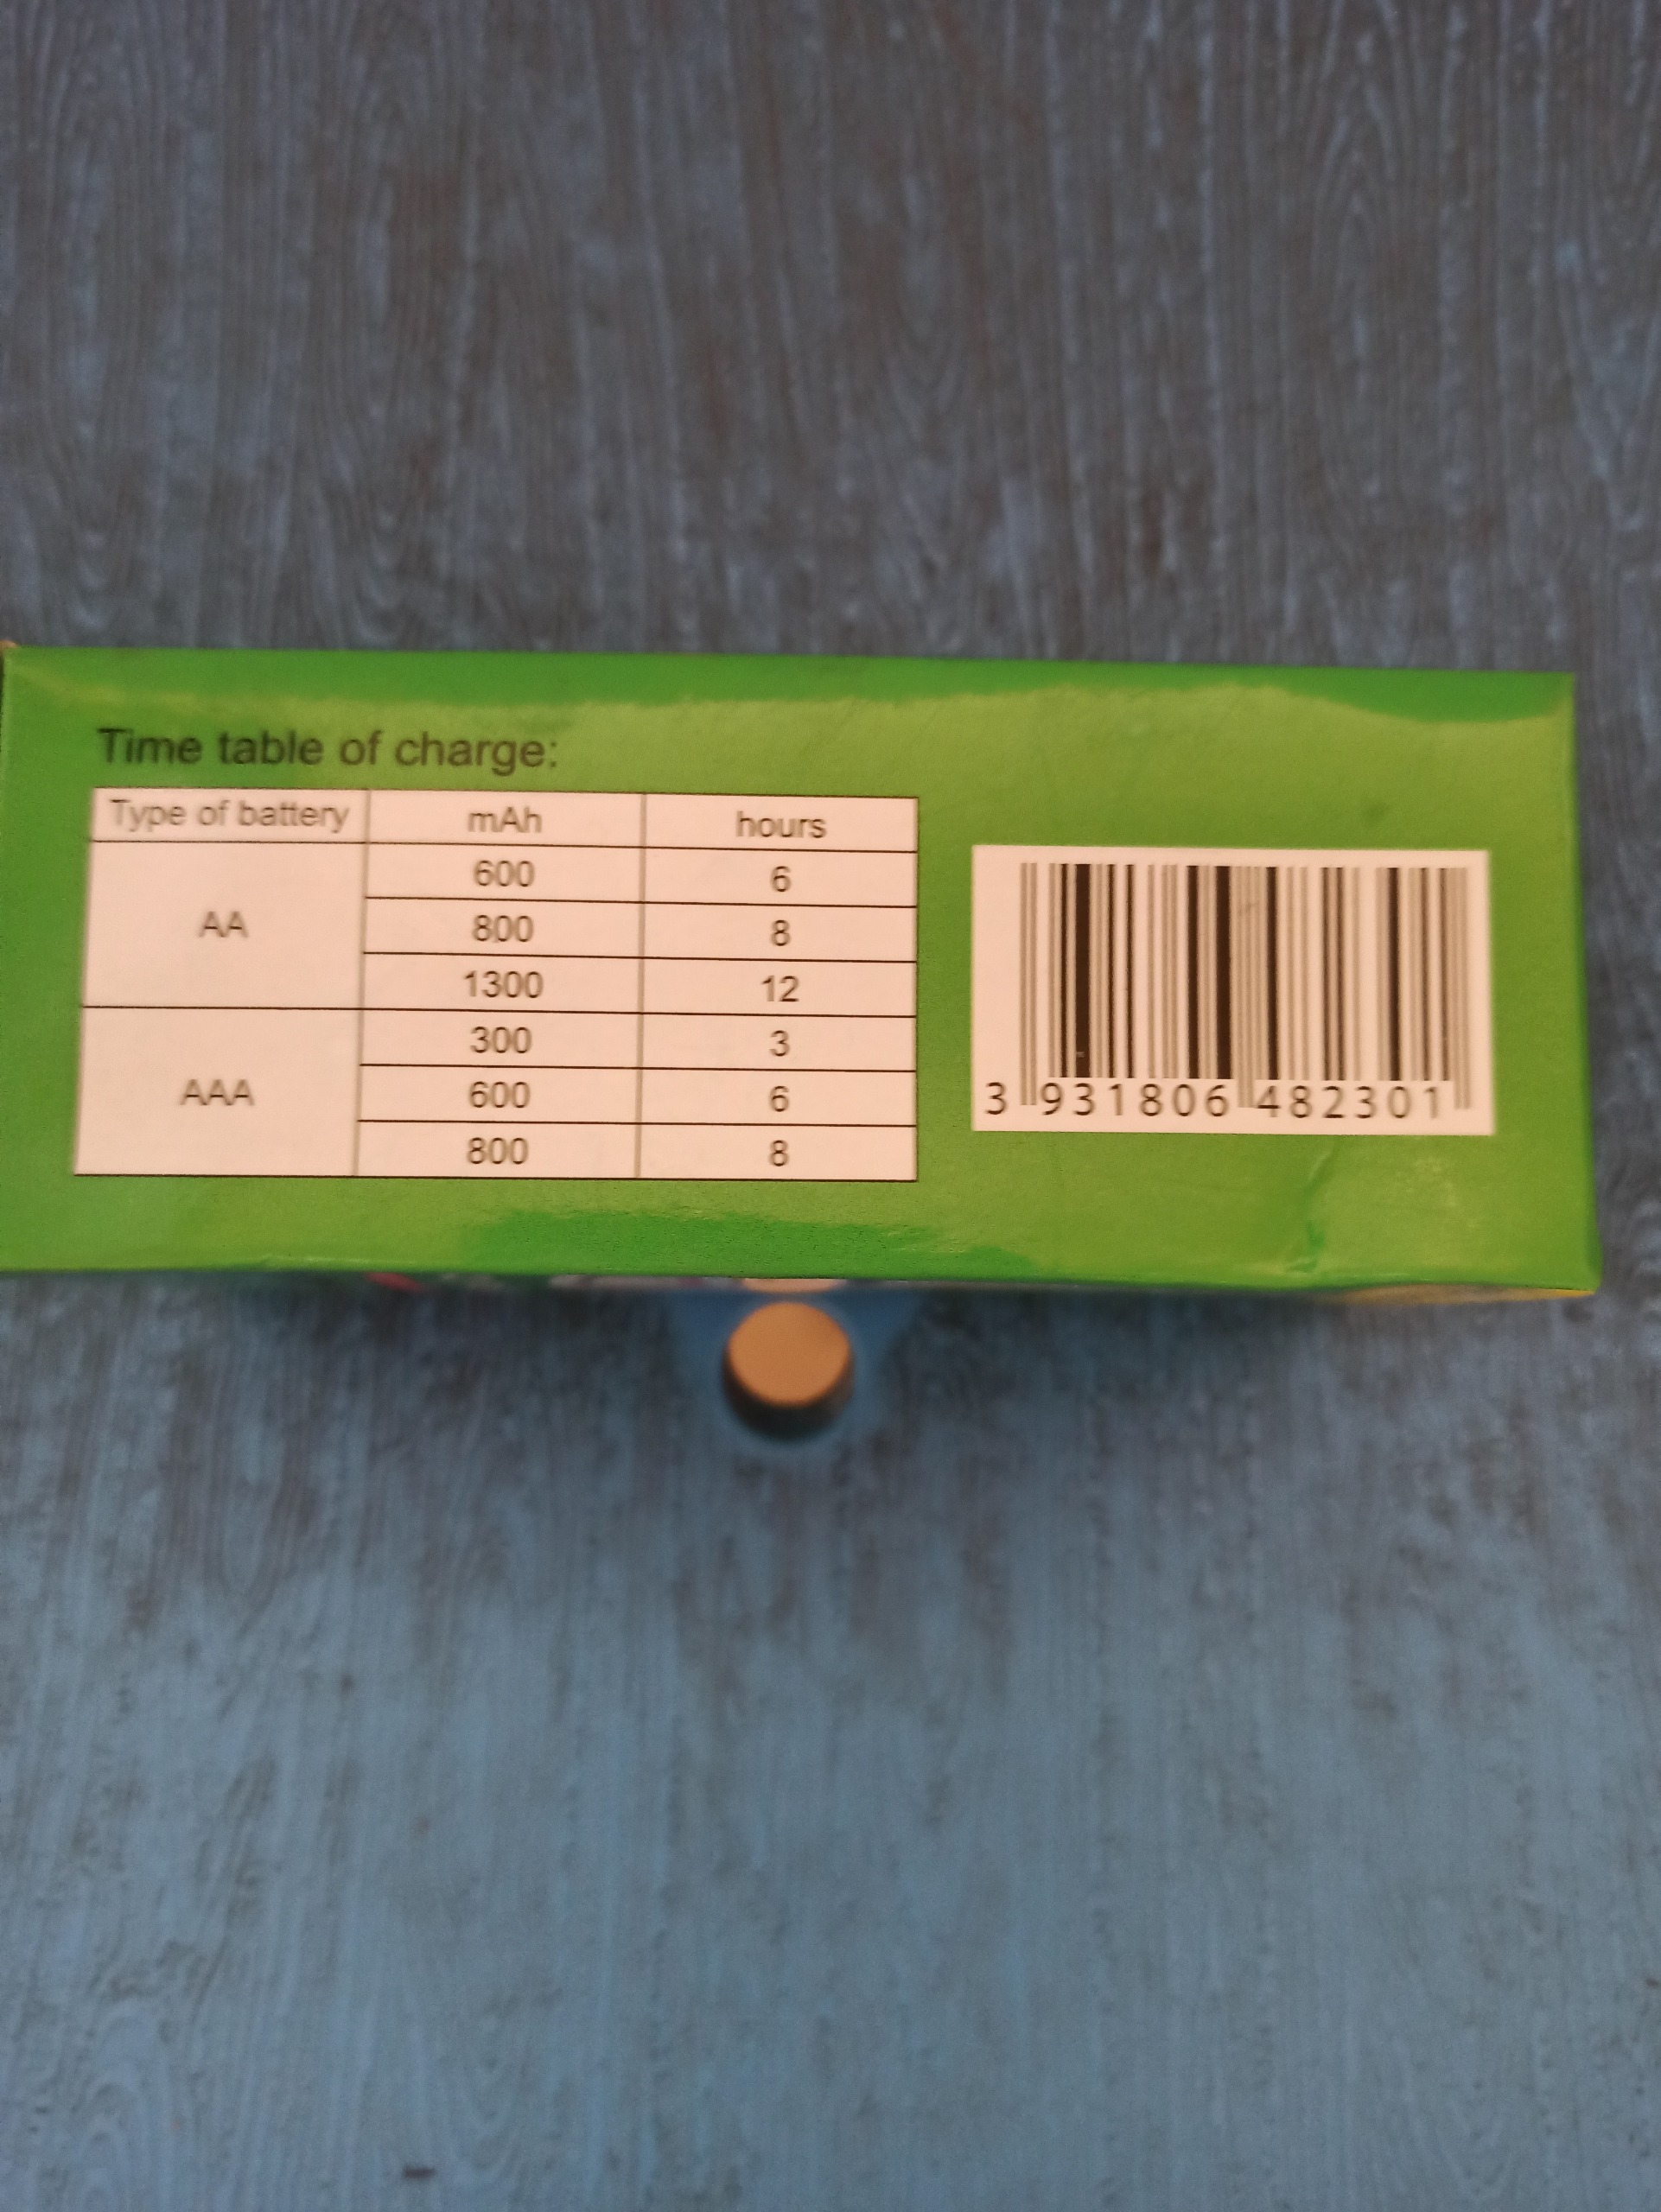 Time table of charge:
Type of battery mAh hours
AA 600 6
800 8
1300 12
AAA 300 3
600 6
800 8
3 931806 482301